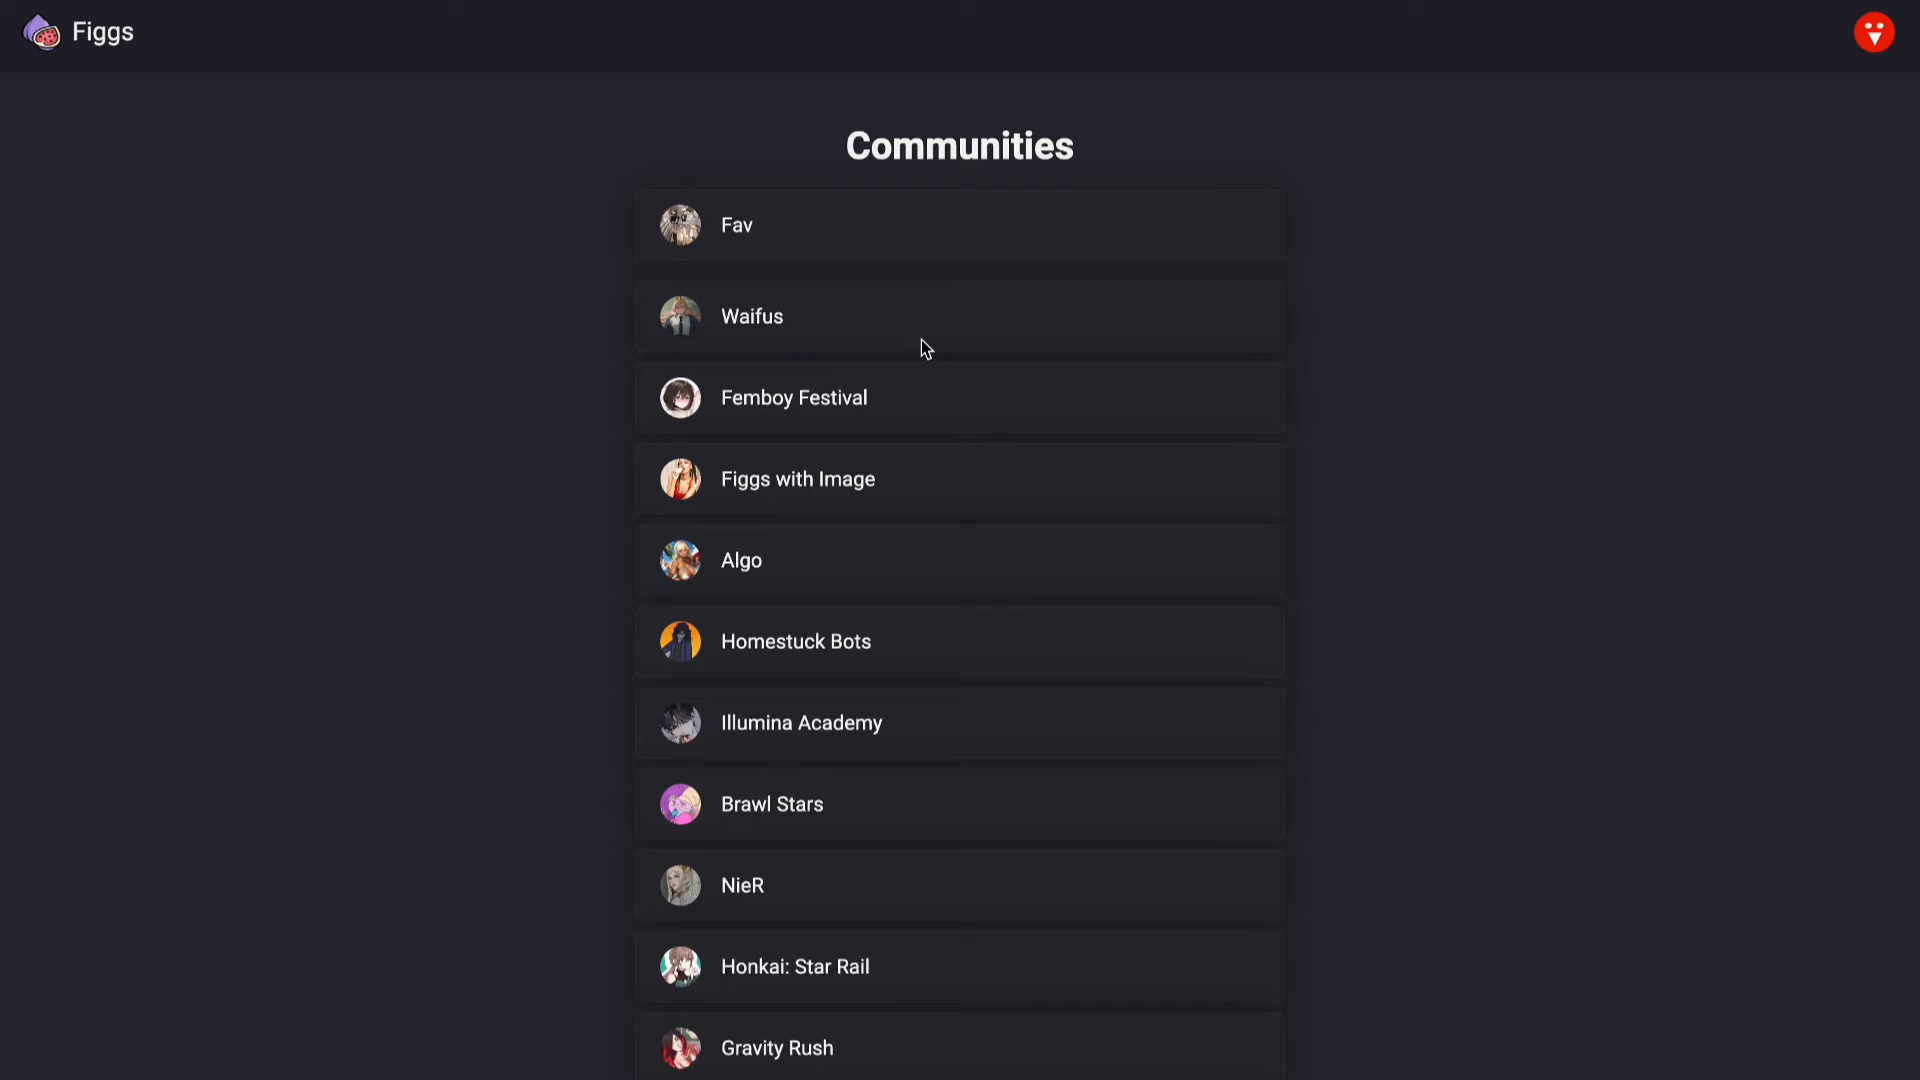 Figgs
Communities
Fav
Waifus
Femboy Festival
Figgs with Image
Algo
Homestuck Bots
Illumina Academy
Brawl Stars
NieR
Honkai: Star Rail
Gravity Rush